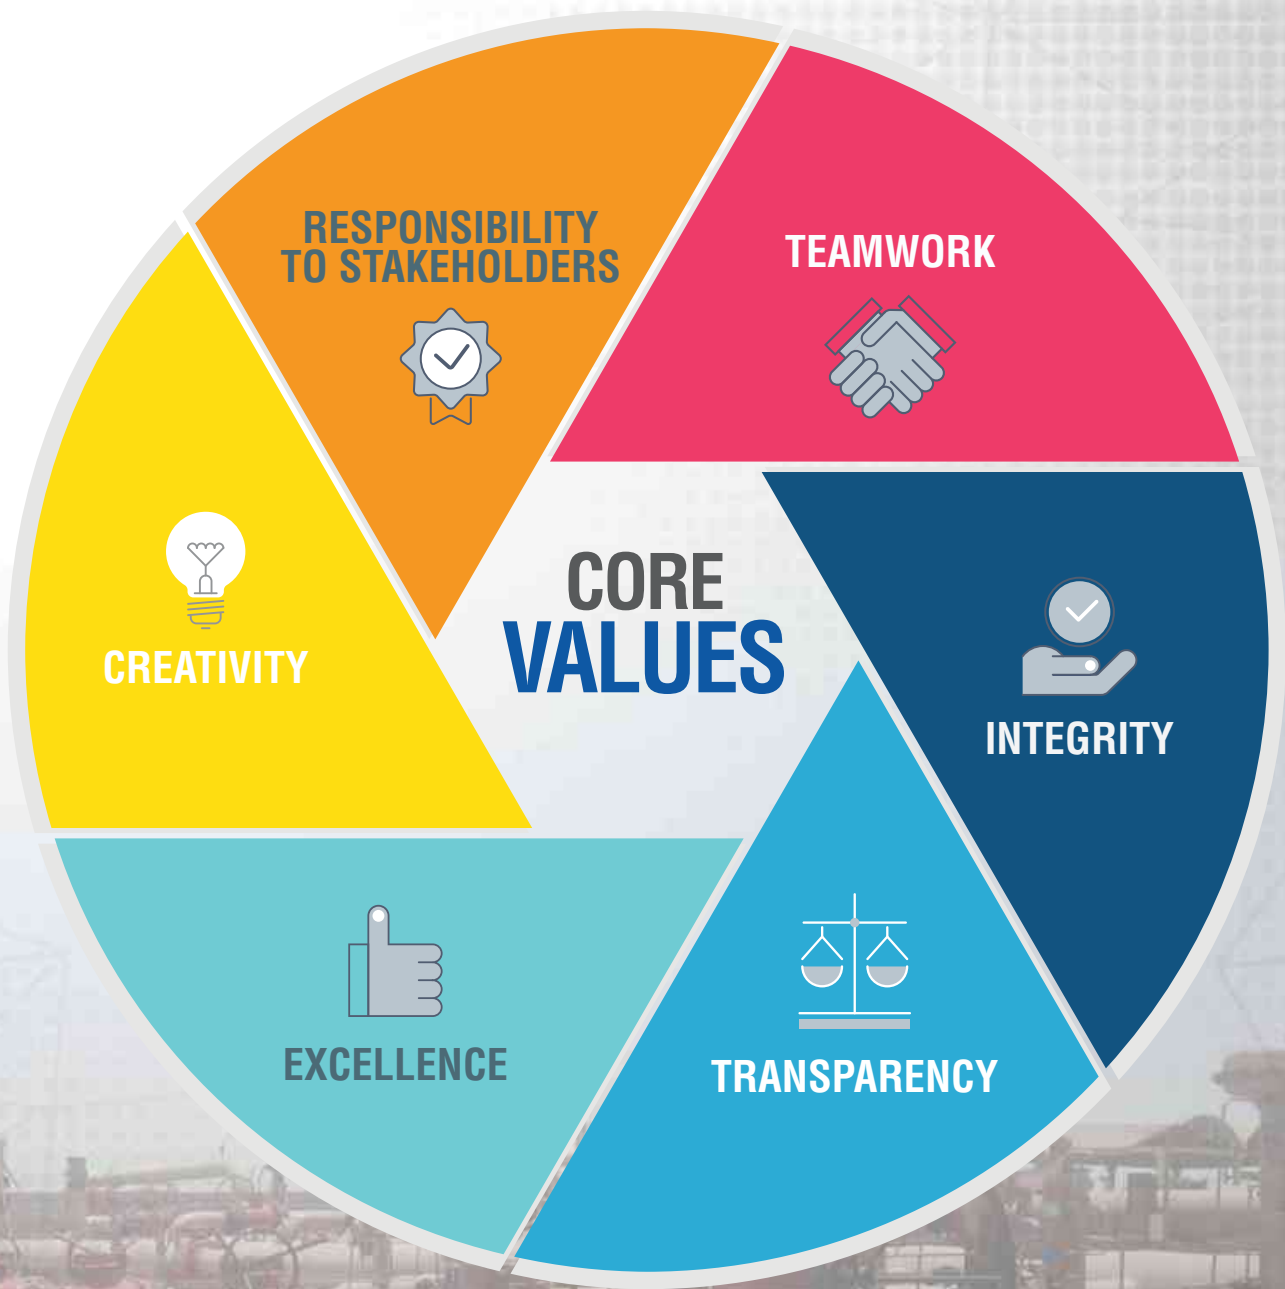 RESPONSIBILITY
TO STAKEHOLDERS
TEAMWORK
CORE
VALUES
CREATIVITY
INTEGRITY
EXCELLENCE
TRANSPARENCY